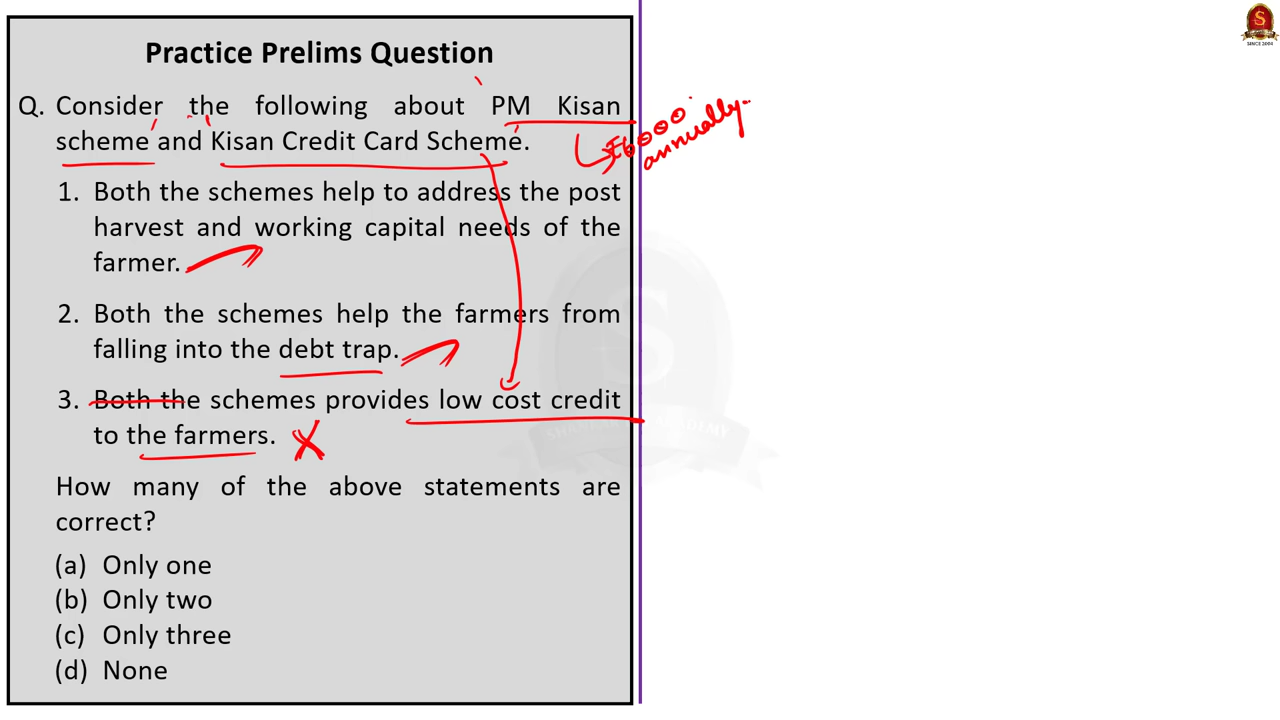 Practice Prelims Question
Q. Consider the following about PM Kisan
scheme and Kisan Credit Card Scheme.
₹6000
annually.
1. Both the schemes help to address the post
harvest and working capital needs of the
farmer.
2. Both the schemes help the farmers from
falling into the debt trap.
3. Both the schemes provides low cost credit
to the farmers.
How many of the above statements are
correct?
(a) Only one
(b) Only two
(c) Only three
(d) None
S
SINCE 2004